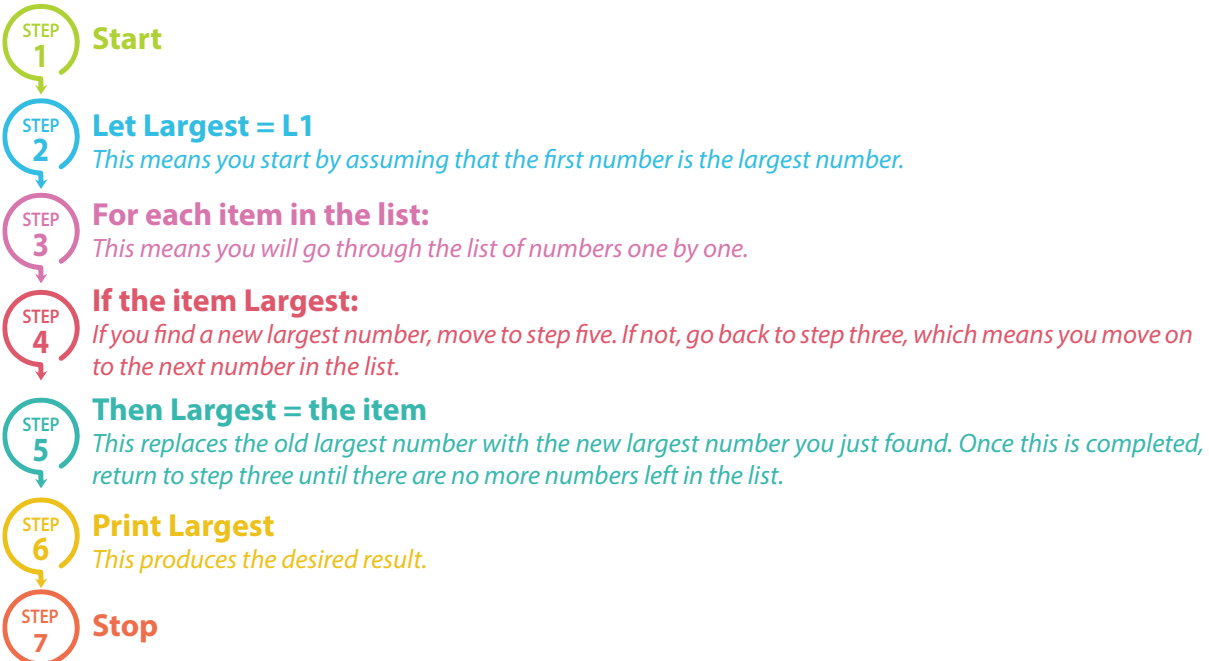 STEP
1
Start
STEP
2
Let Largest = L1
This means you start by assuming that the first number is the largest number.
STEP
3
For each item in the list:
This means you will go through the list of numbers one by one.
STEP
4
If the item Largest:
If you find a new largest number, move to step five. If not, go back to step three, which means you move on
to the next number in the list.
STEP
5
Then Largest = the item
This replaces the old largest number with the new largest number you just found. Once this is completed,
return to step three until there are no more numbers left in the list.
STEP
6
Print Largest
This produces the desired result.
STEP
7
Stop